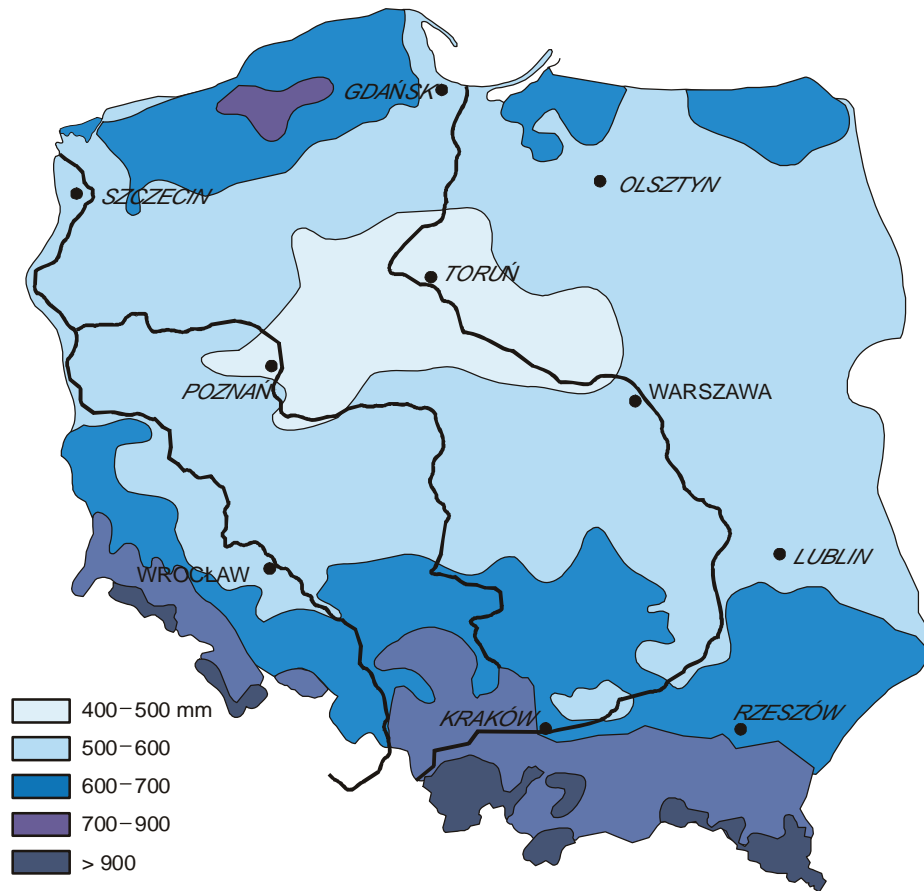 GDAŃSK
SZCZECIN
OLSZTYN
TORUŃ
POZNAŃ
WARSZAWA
WROCŁAW
LUBLIN
KRAKÓW
RZESZÓW
400–500 mm
500–600
600–700
700–900
> 900